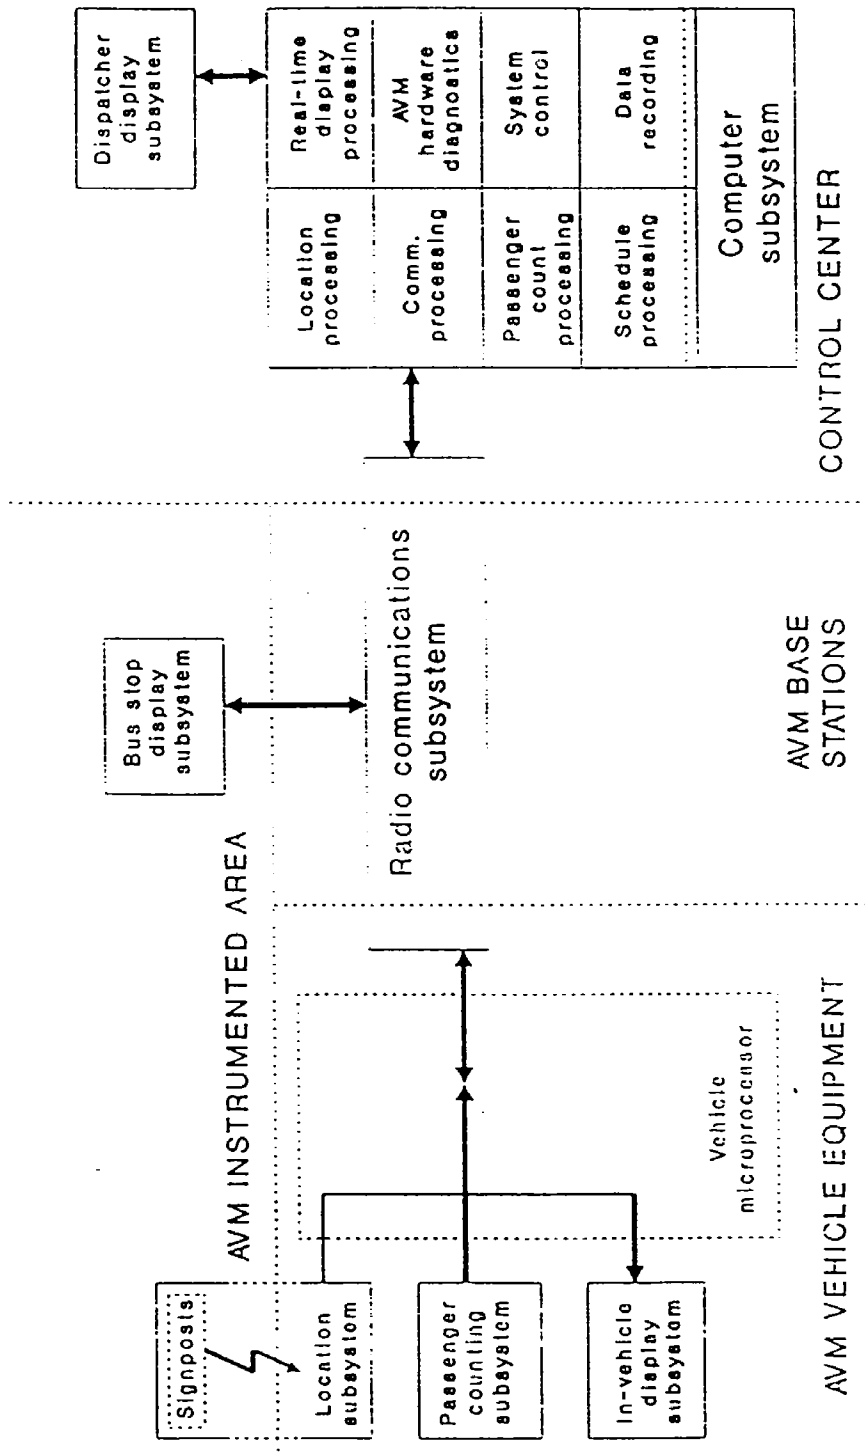 Signposts
Location
subsystem
Passenger
counting
subsystem
In-vehicle
display
subsystem
Vehicle
microprocessor
AVM INSTRUMENTED AREA
AVM VEHICLE EQUIPMENT
Bus stop
display
subsystem
Radio communications
subsystem
AVM BASE
STATIONS
Dispatcher
display
subsystem
Location
processing
Real-time
display
processing
Comm.
processing
AVM
hardware
diagnostics
Passenger
count
processing
System
control
Schedule
processing
Data
recording
Computer
subsystem
CONTROL CENTER